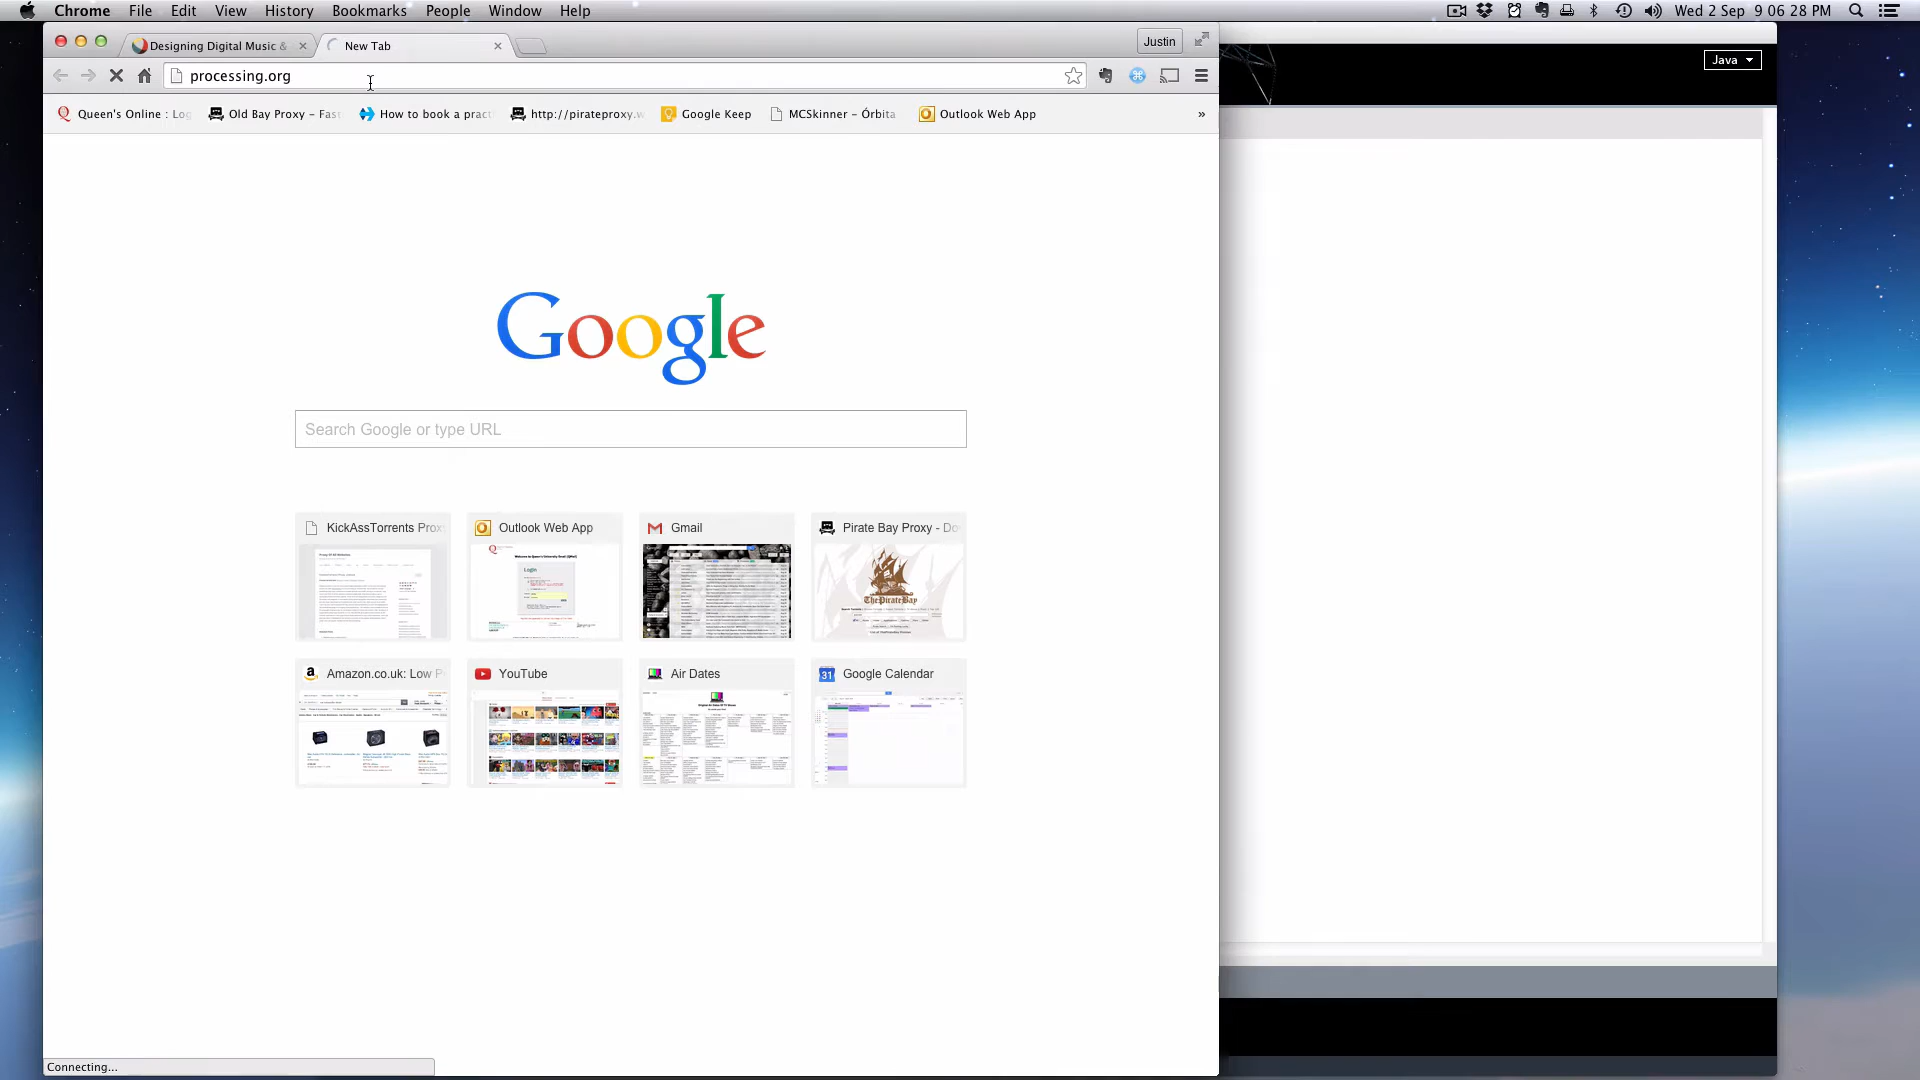 Chrome File Edit View History Bookmarks People Window Help Wed 2 Sep 9 06 28 PM
Designing Digital Music & New Tab Justin
processing.org
Java
Queen's Online : Log Old Bay Proxy – Fast How to book a pract http://pirateproxy.w Google Keep MCSkinner – Órbita Outlook Web App »
Google
Search Google or type URL
KickAssTorrents Prox Outlook Web App Gmail Pirate Bay Proxy - Do
Login
ThePirateBay
Amazon.co.uk: Low P YouTube Air Dates 31 Google Calendar
Connecting...